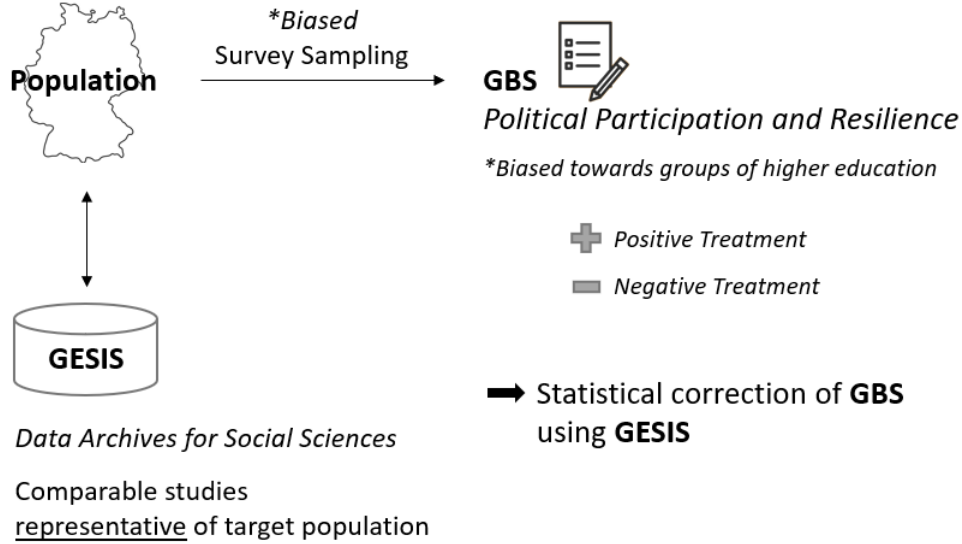 *Biased
Survey Sampling
Population
GBS
Political Participation and Resilience
*Biased towards groups of higher education
Positive Treatment
Negative Treatment
GESIS
Data Archives for Social Sciences
Comparable studies
representative of target population
Statistical correction of GBS
using GESIS